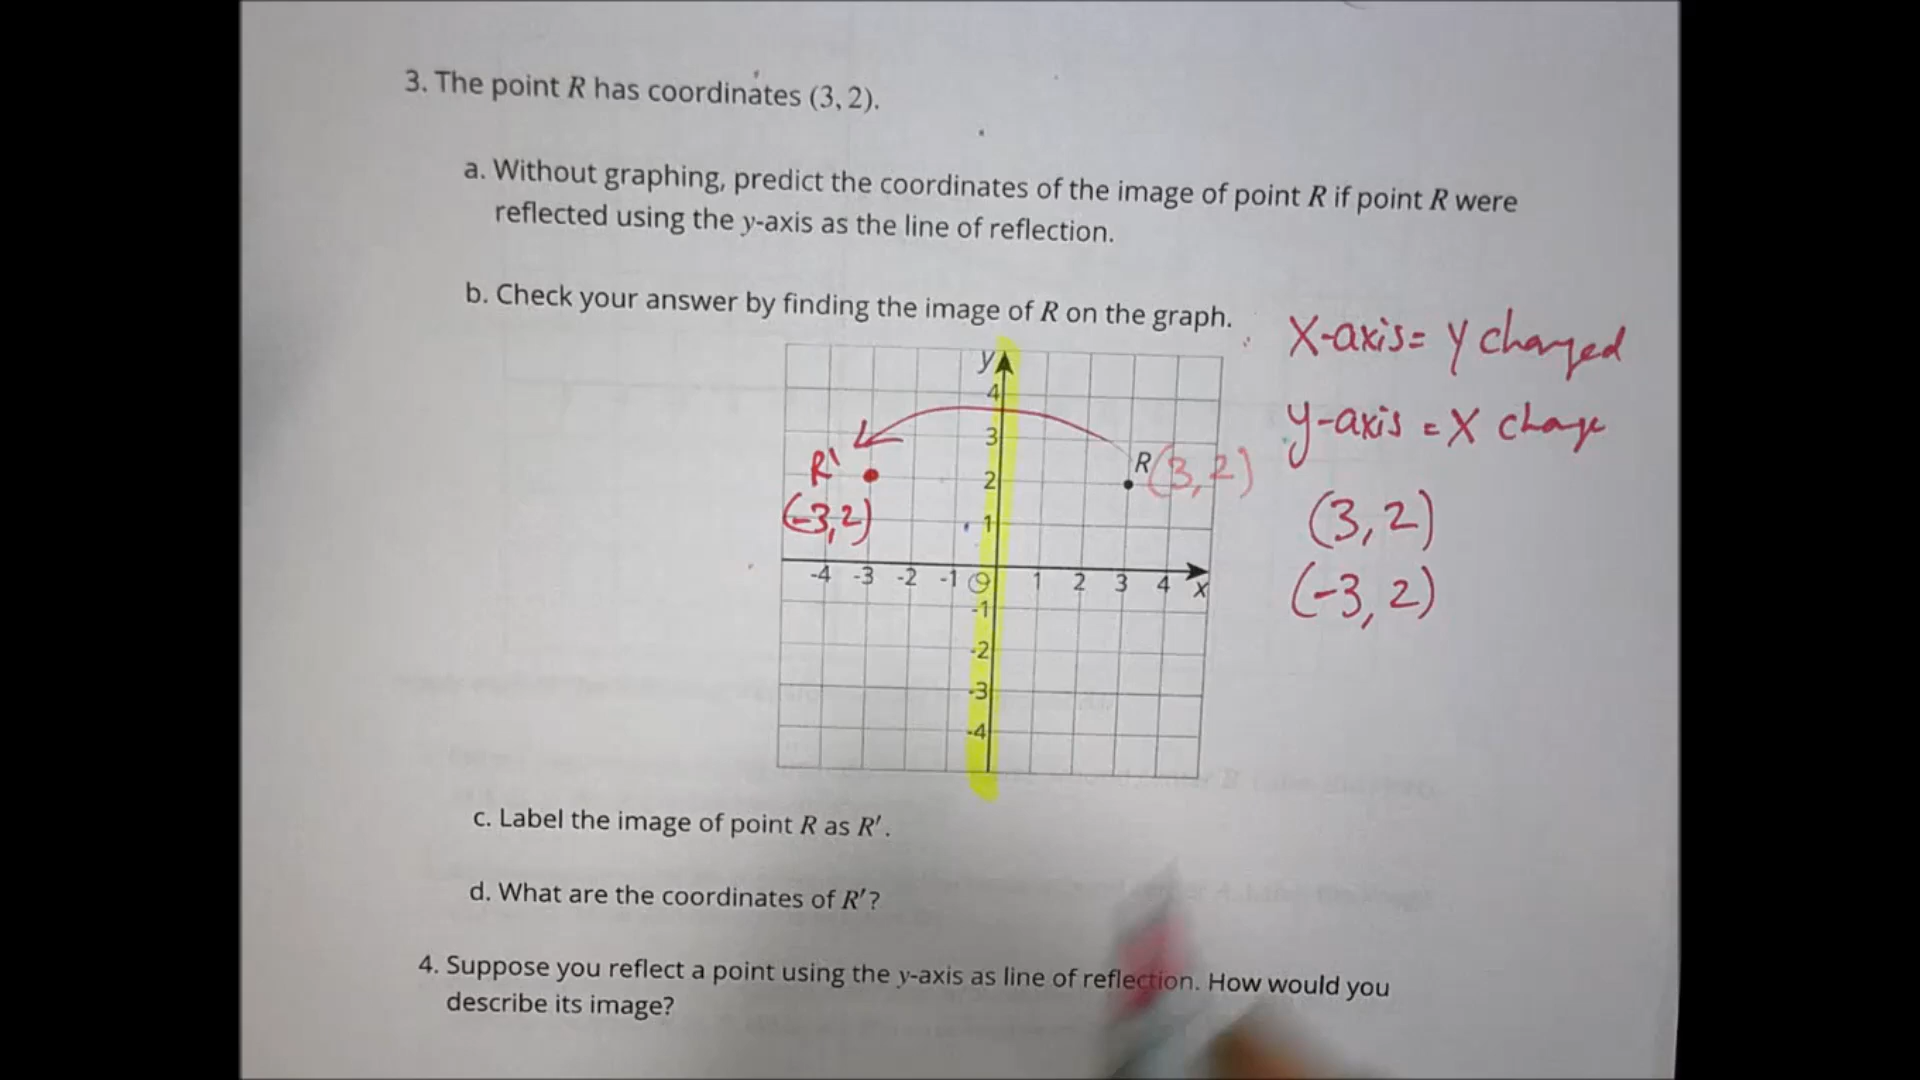 3. The point R has coordinates (3, 2).
a. Without graphing, predict the coordinates of the image of point R if point R were
reflected using the y-axis as the line of reflection.
b. Check your answer by finding the image of R on the graph.
x-axis = y changed
y-axis = x change
(3, 2)
(-3, 2)
y
4
3
2
1
R (3, 2)
R'
(-3, 2)
-4 -3 -2 -1 0 1 2 3 4 x
-1
-2
-3
-4
c. Label the image of point R as R′.
d. What are the coordinates of R′?
4. Suppose you reflect a point using the y-axis as line of reflection. How would you
describe its image?